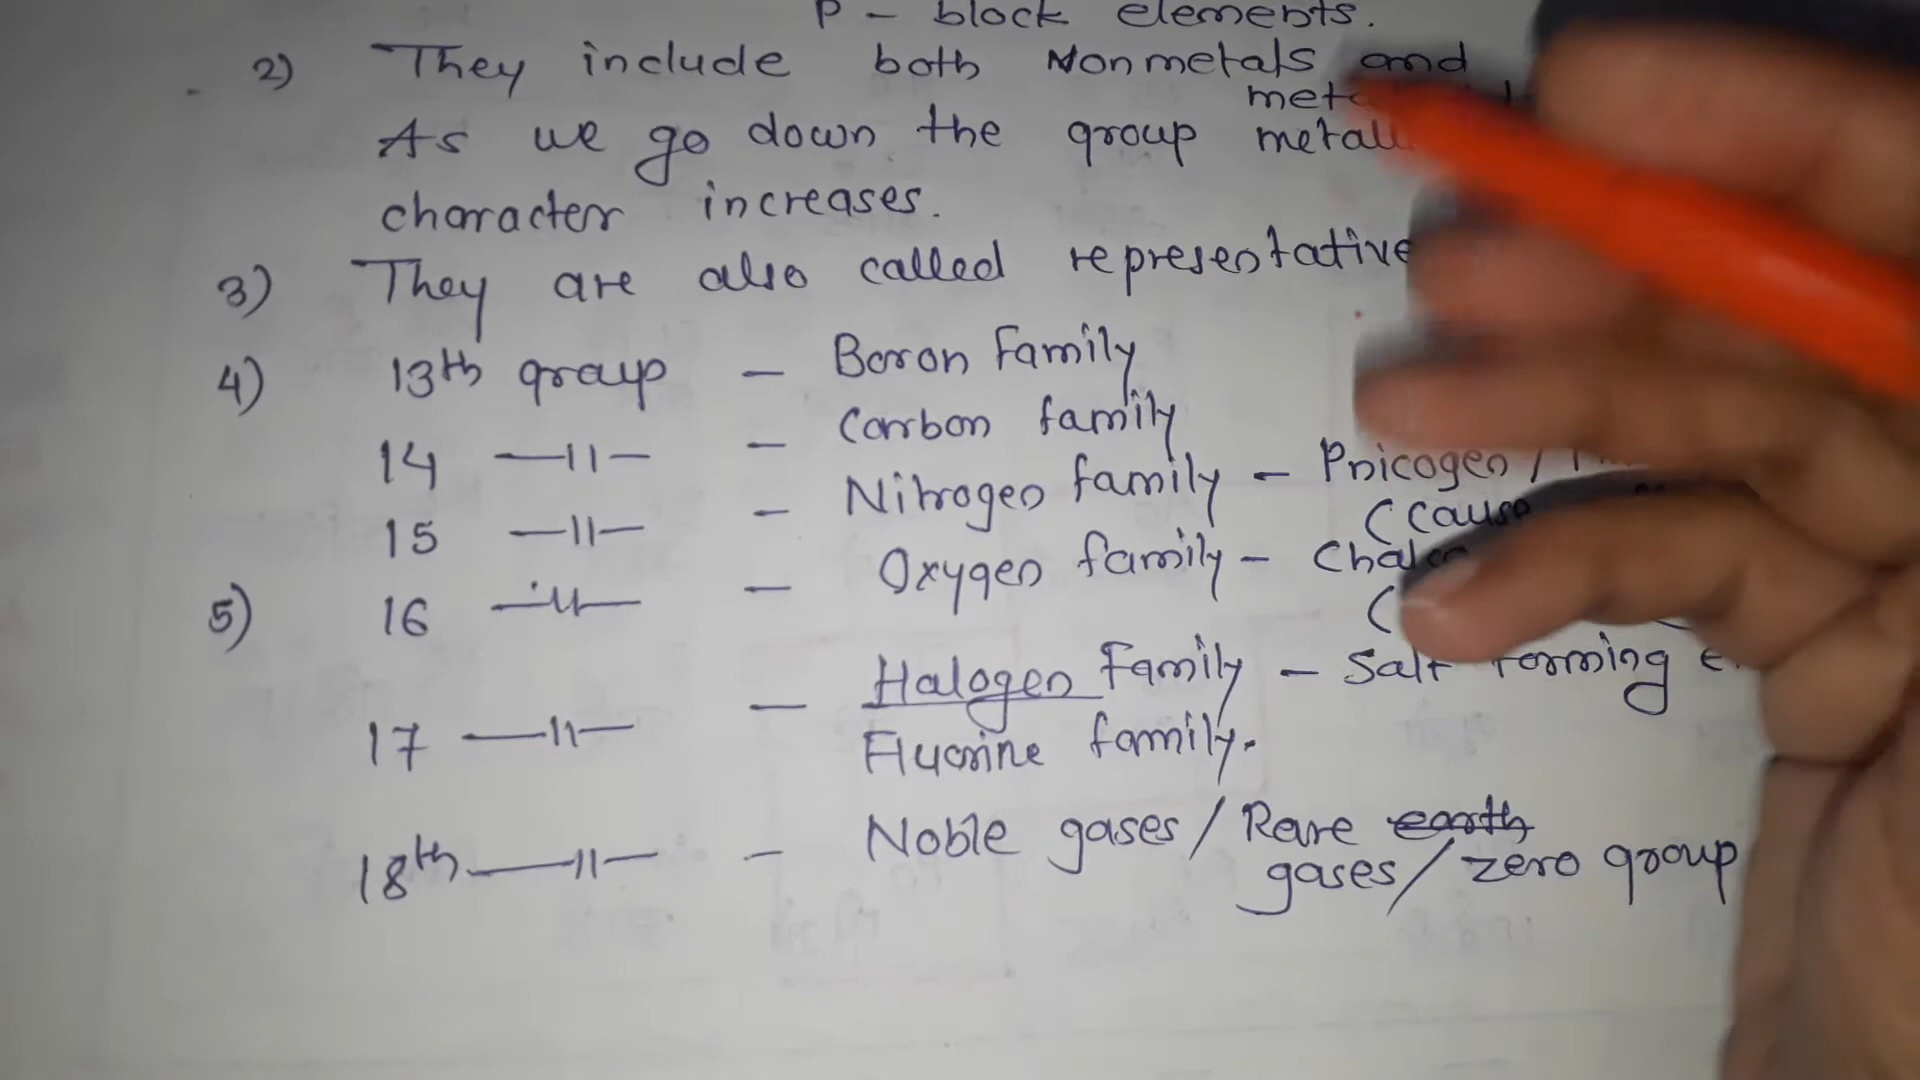 P - block elements.
2) They include both Nonmetals and
As we go down the group
character increases.
3) They are also called representative
4) 13th group - Boron Family
14 —11— - Carbon family
15 —11— - Nitrogen family - Pnicogen /
(cause
5) 16 —11— - Oxygen family -
(
17 —11— - Halogen Family - Salt forming
Fluorine family.
18th —11— - Noble gases / Rare earth
gases / zero group